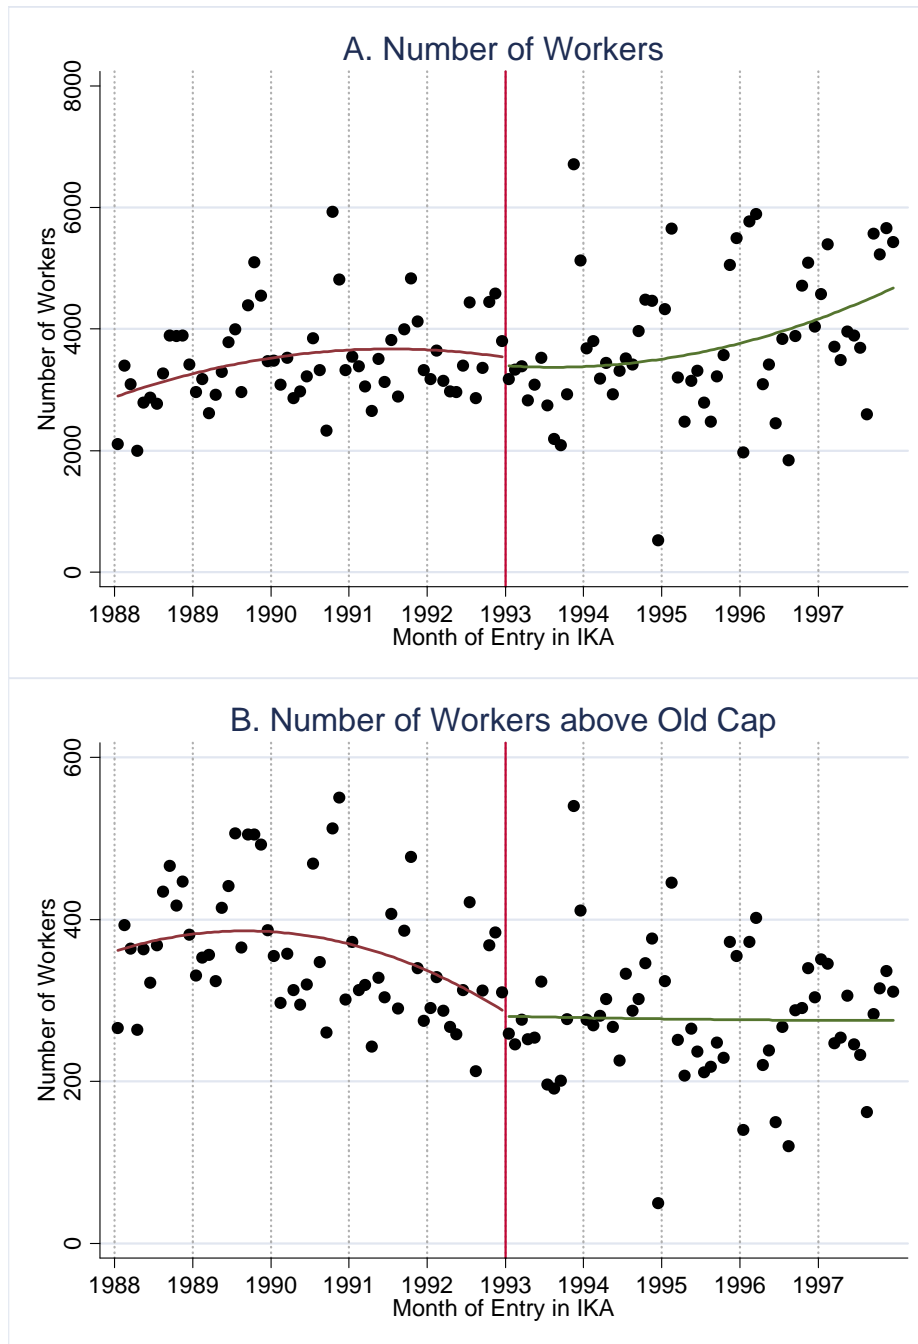 A. Number of Workers
Number of Workers
8000
6000
4000
2000
0
1988 1989 1990 1991 1992 1993 1994 1995 1996 1997
Month of Entry in IKA
B. Number of Workers above Old Cap
Number of Workers
600
400
200
0
1988 1989 1990 1991 1992 1993 1994 1995 1996 1997
Month of Entry in IKA